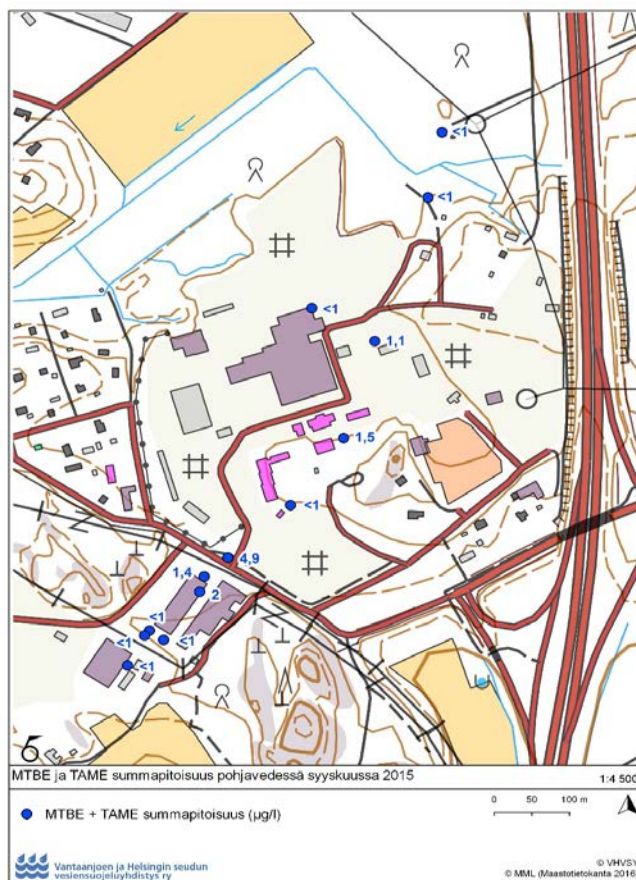 <1
<1
<1
1,1
1,5
<1
4,9
1,4
2
<1
<1
<1
<1
MTBE ja TAME summapitoisuus pohjavedessä syyskuussa 2015
1:4 500
MTBE + TAME summapitoisuus (µg/l)
0 50 100 m
Vantaanjoen ja Helsingin seudun
vesiensuojeluyhdistys ry
© VHVSY
© MML (Maastotietokanta 2016)